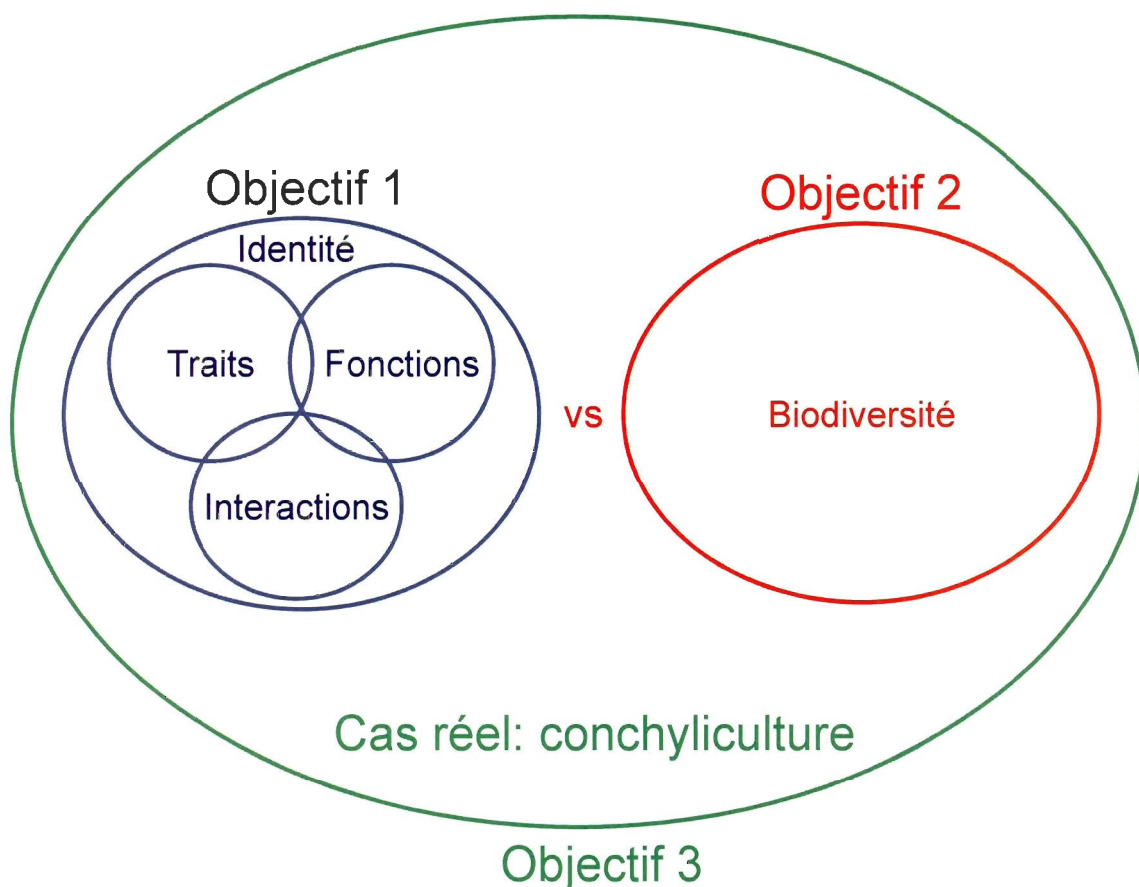 Objectif 1
Identité
Traits
Fonctions
Interactions
vs
Objectif 2
Biodiversité
Cas réel: conchyliculture
Objectif 3